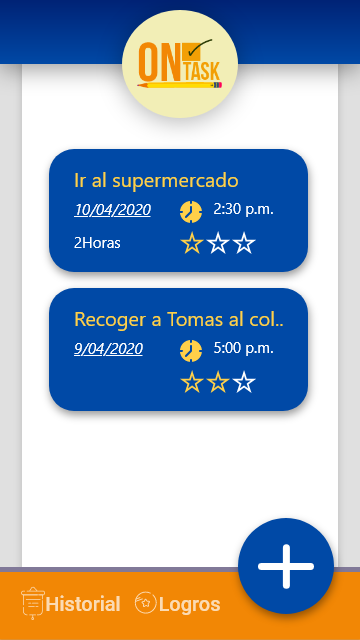 ON TASK
Ir al supermercado
10/04/2020 2:30 p.m.
2Horas
Recoger a Tomas al col..
9/04/2020 5:00 p.m.
Historial Logros